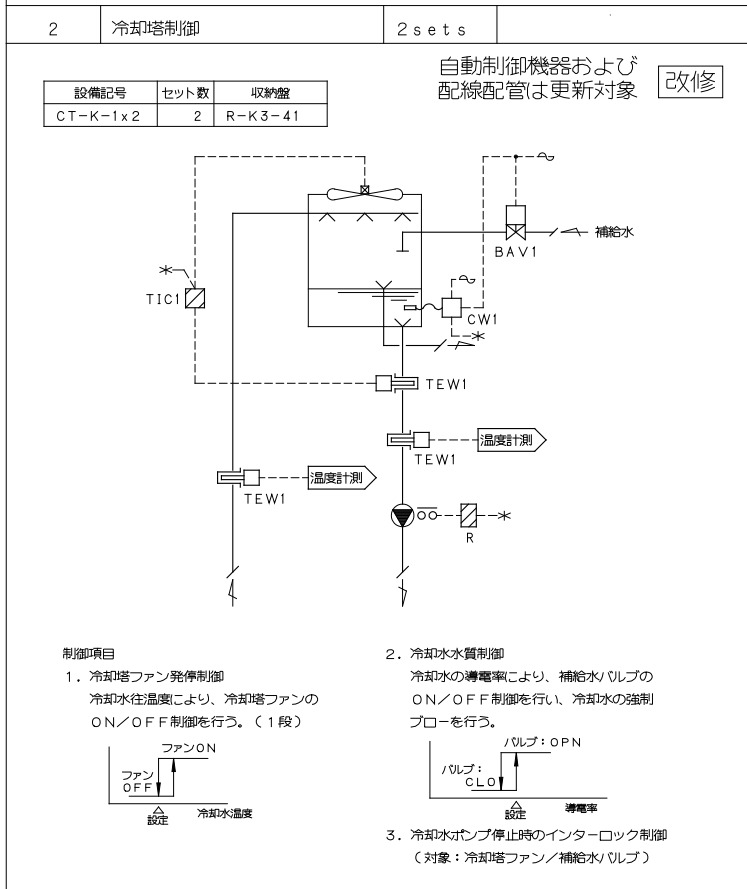 2 冷却塔制御 2sets
自動制御機器および
配線配管は更新対象
改修
設備記号 セット数 収納盤
CT-K-1x2 2 R-K3-41
補給水
BAV1
TIC1
CW1
TEW1
温度計測
TEW1
温度計測
TEW1
R
制御項目
1. 冷却塔ファン発停制御
冷却水往温度により、冷却塔ファンの
ON/OFF制御を行う。(1段)
ファンON
ファン
OFF
設定
冷却水温度
2. 冷却水水質制御
冷却水の導電率により、補給水バルブの
ON/OFF制御を行い、冷却水の強制
ブローを行う。
バルブ:OPN
バルブ:
CLO
設定
導電率
3. 冷却水ポンプ停止時のインターロック制御
(対象:冷却塔ファン/補給水バルブ)